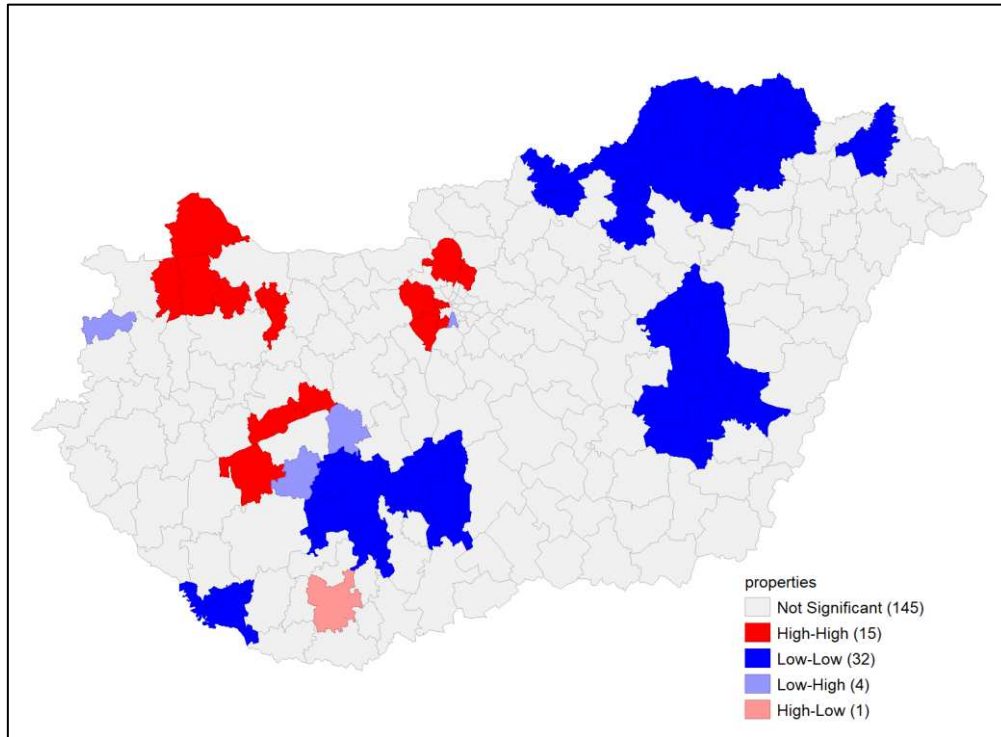 properties
Not Significant (145)
High-High (15)
Low-Low (32)
Low-High (4)
High-Low (1)